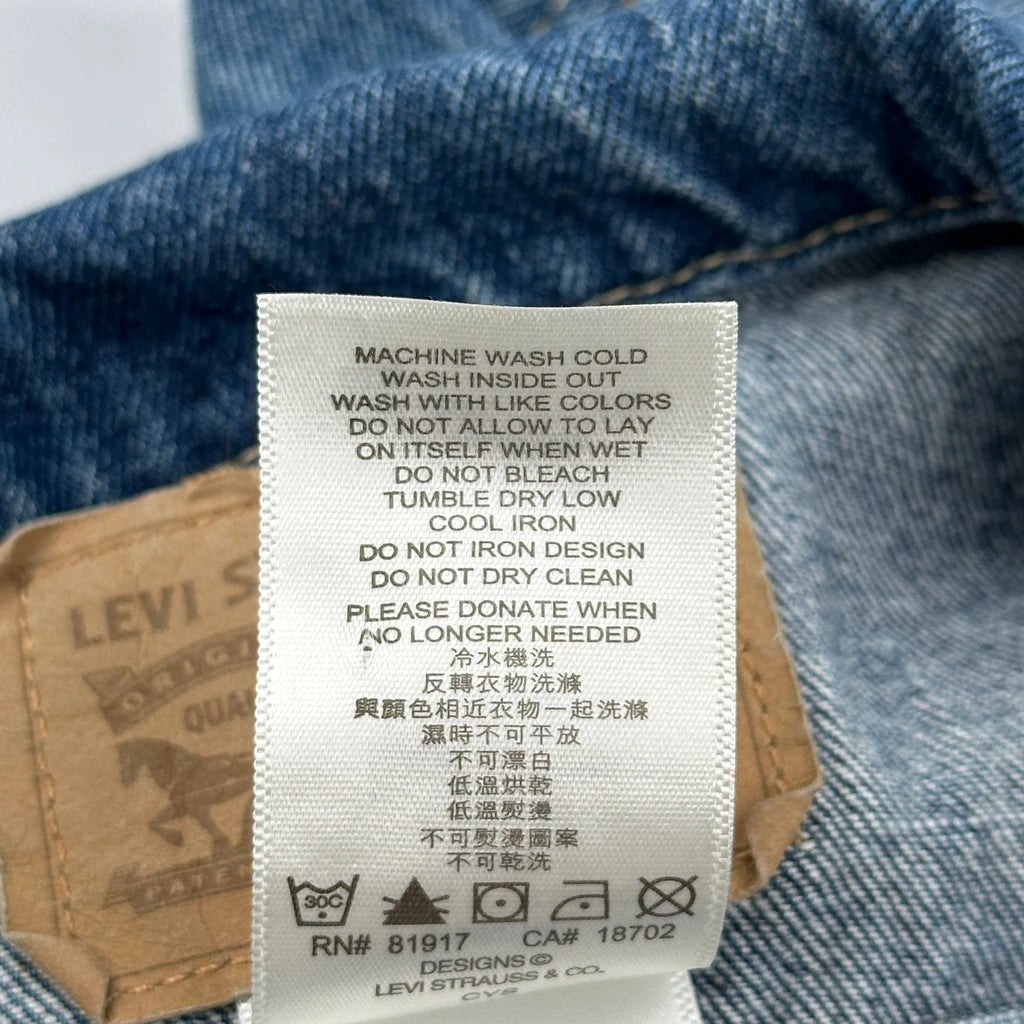 MACHINE WASH COLD
WASH INSIDE OUT
WASH WITH LIKE COLORS
DO NOT ALLOW TO LAY
ON ITSELF WHEN WET
DO NOT BLEACH
TUMBLE DRY LOW
COOL IRON
DO NOT IRON DESIGN
DO NOT DRY CLEAN
PLEASE DONATE WHEN
NO LONGER NEEDED
冷水機洗
反轉衣物洗滌
與顏色相近衣物一起洗滌
濕時不可平放
不可漂白
低溫烘乾
低溫熨燙
不可熨燙圖案
不可乾洗
30C
RN# 81917 CA# 18702
DESIGNS©
LEVI STRAUSS & CO.
CYS
LEVI S
ORIGI
QUA
PATE